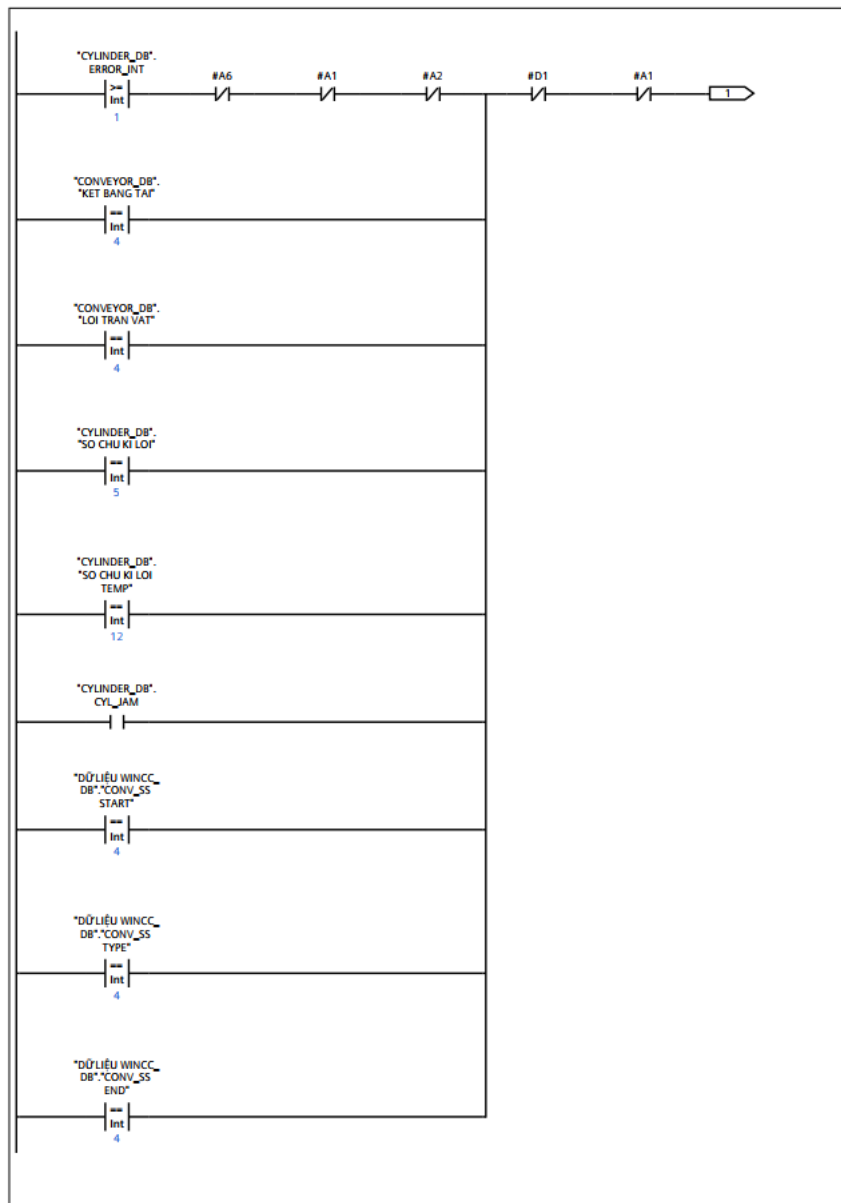 "CYLINDER_DB".
ERROR_INT
#A6
#A1
#A2
#D1
#A1
>=
Int
1
1
"CONVEYOR_DB".
"KET BANG TAI"
==
Int
4
"CONVEYOR_DB".
"LOI TRAN VAT"
==
Int
4
"CYLINDER_DB".
"SO CHU KI LOI"
==
Int
5
"CYLINDER_DB".
"SO CHU KI LOI
TEMP"
==
Int
12
"CYLINDER_DB".
CYL_JAM
"DỮ LIỆU WINCC_
DB"."CONV_SS
START"
==
Int
4
"DỮ LIỆU WINCC_
DB"."CONV_SS
TYPE"
==
Int
4
"DỮ LIỆU WINCC_
DB"."CONV_SS
END"
==
Int
4